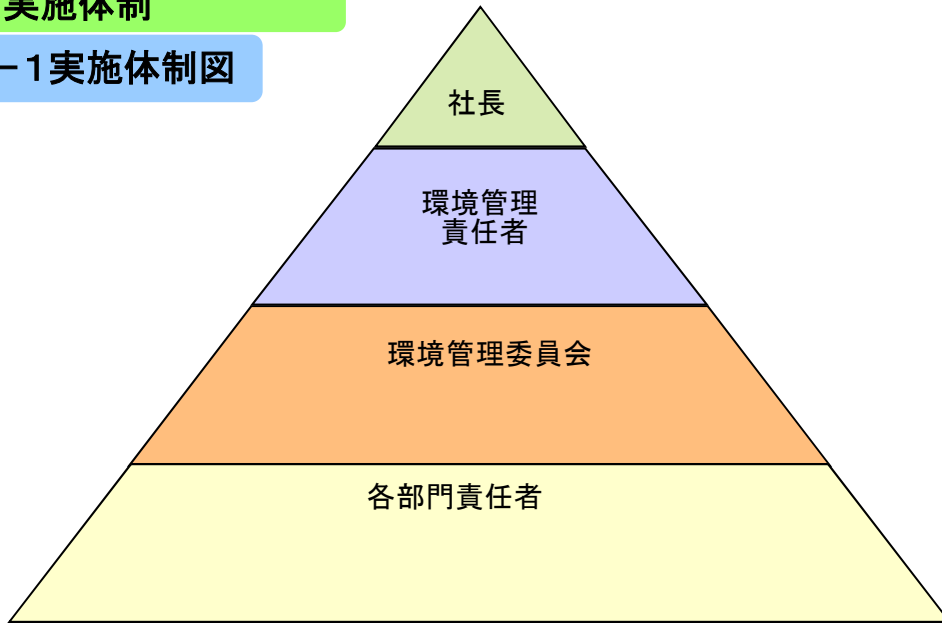 実施体制
－１実施体制図
社長
環境管理
責任者
環境管理委員会
各部門責任者